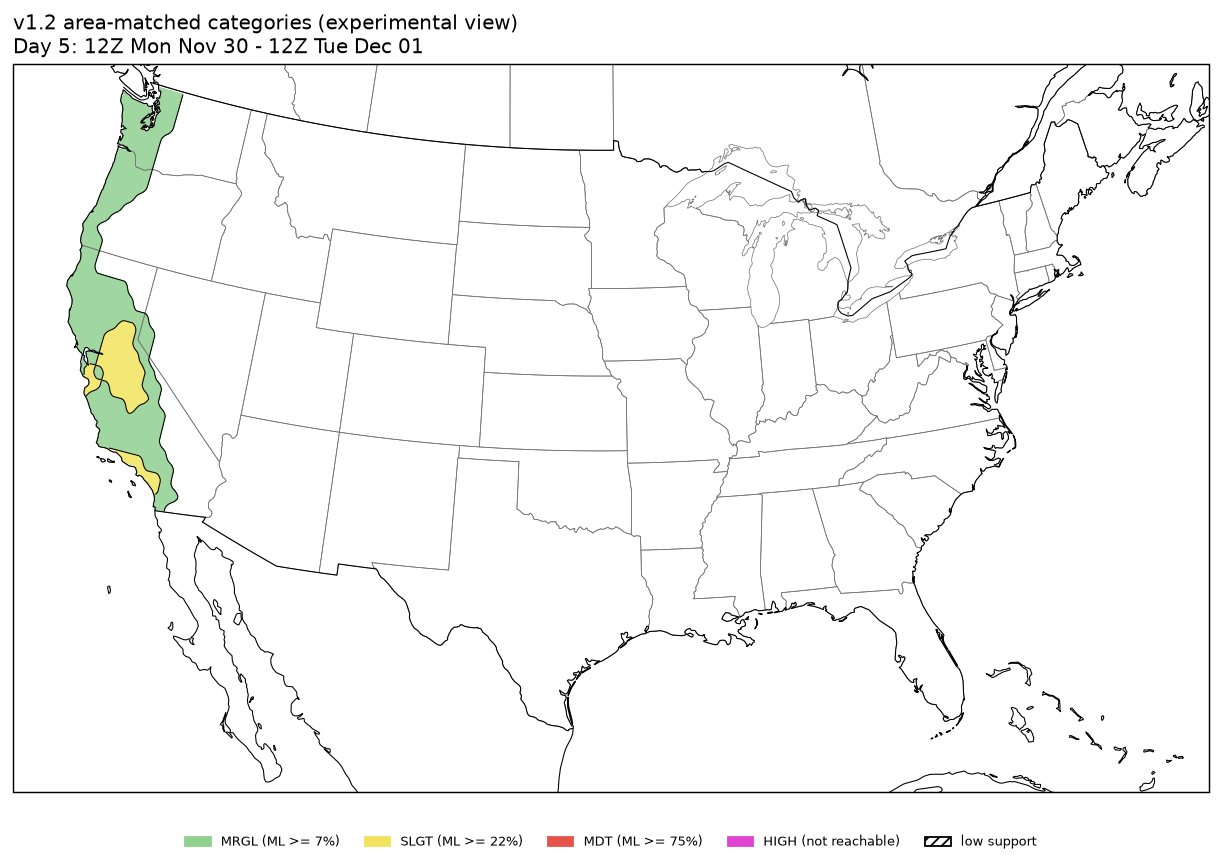 v1.2 area-matched categories (experimental view)
Day 5: 12Z Mon Nov 30 - 12Z Tue Dec 01
MRGL (ML >= 7%) SLGT (ML >= 22%) MDT (ML >= 75%) HIGH (not reachable) low support